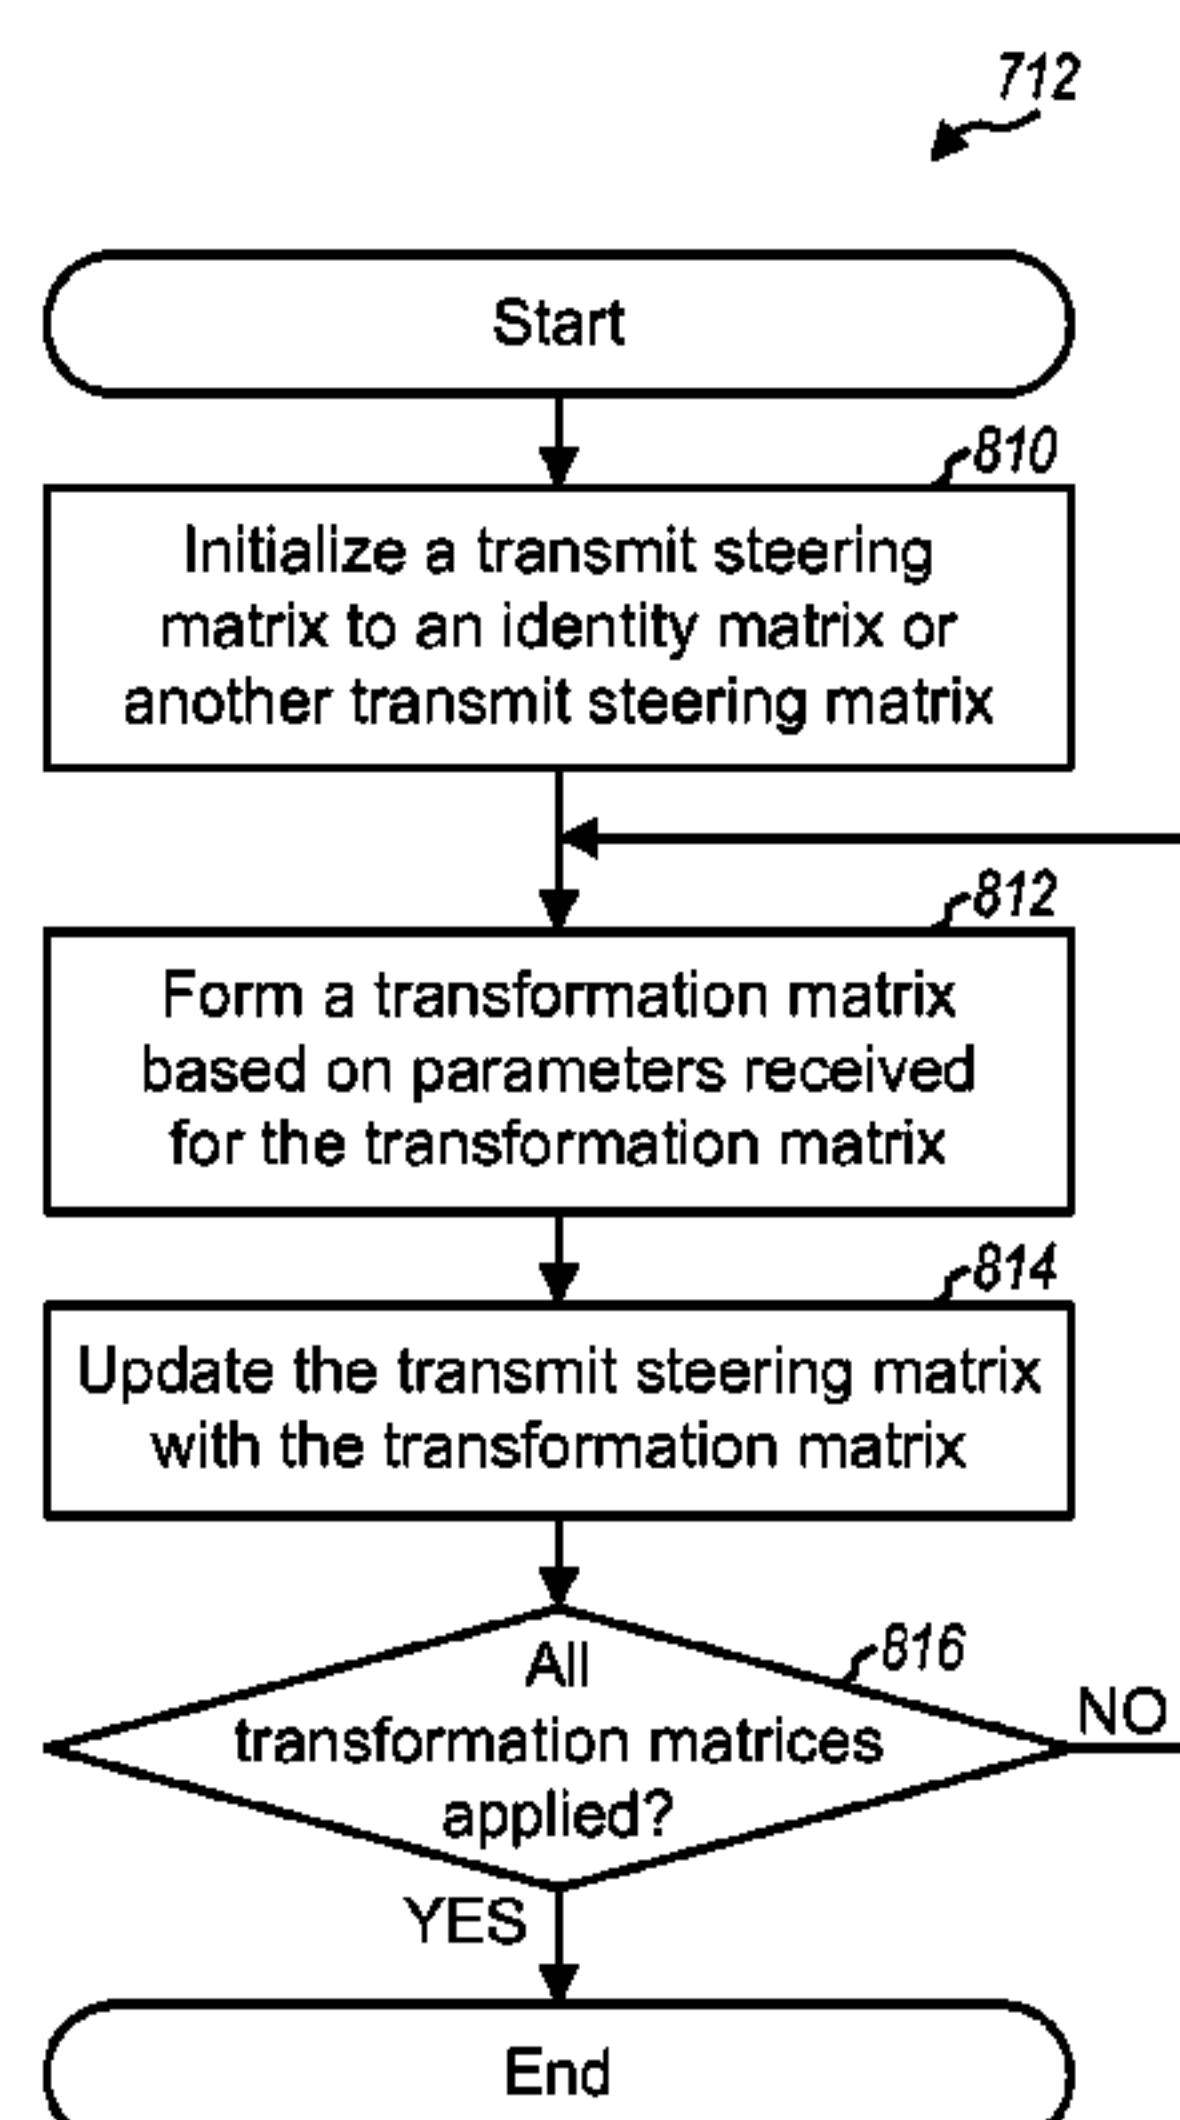 712
Start
810
Initialize a transmit steering
matrix to an identity matrix or
another transmit steering matrix
812
Form a transformation matrix
based on parameters received
for the transformation matrix
814
Update the transmit steering matrix
with the transformation matrix
816
All
transformation matrices
applied?
NO
YES
End